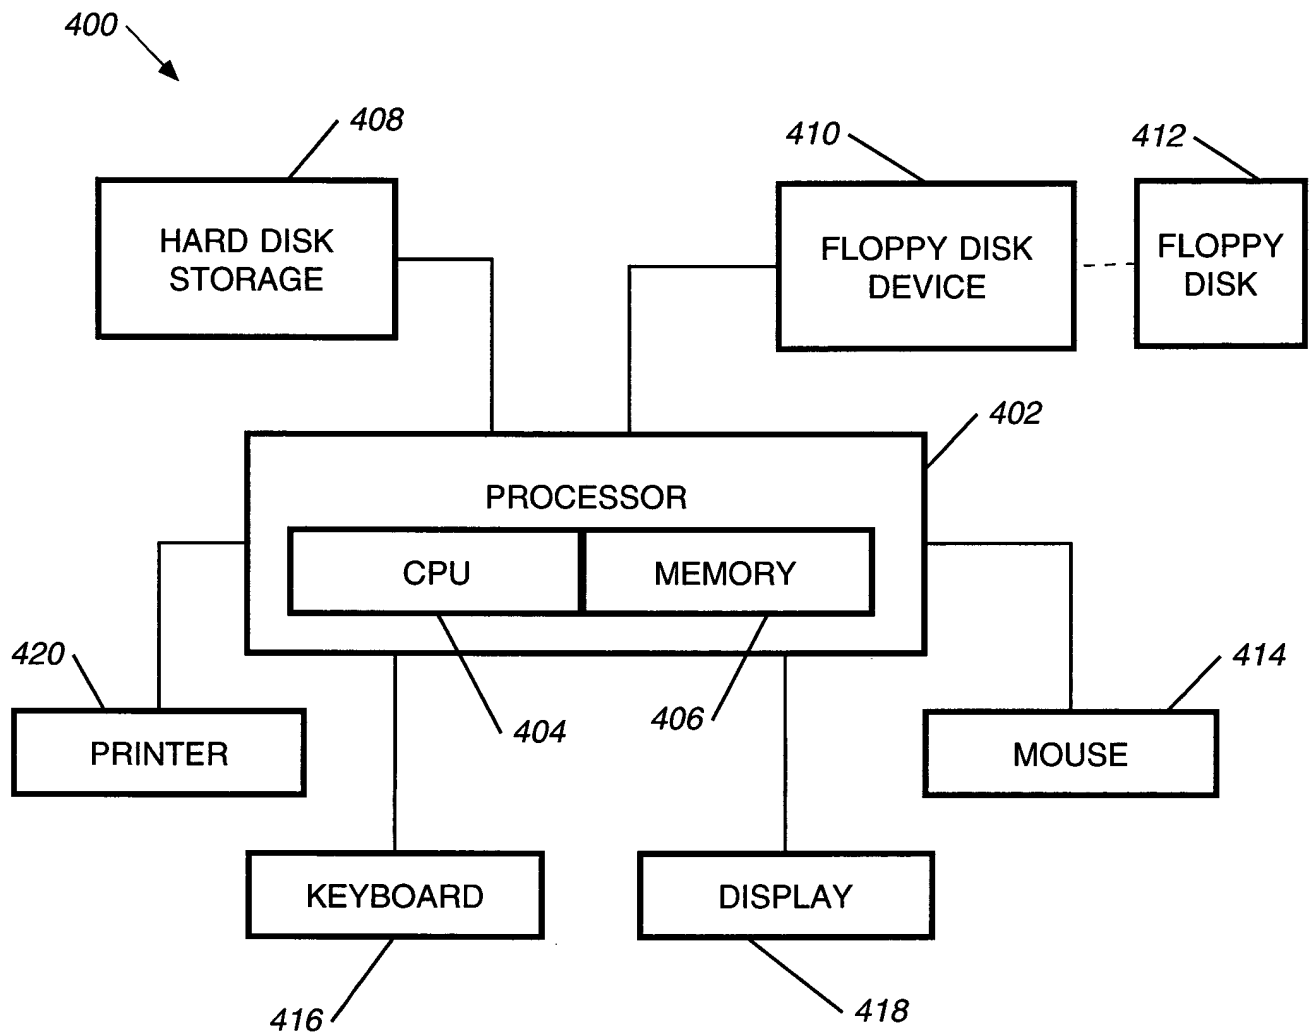 400
408
410
412
HARD DISK
STORAGE
FLOPPY DISK
DEVICE
FLOPPY
DISK
402
PROCESSOR
CPU
MEMORY
420
414
404
406
PRINTER
MOUSE
KEYBOARD
DISPLAY
416
418